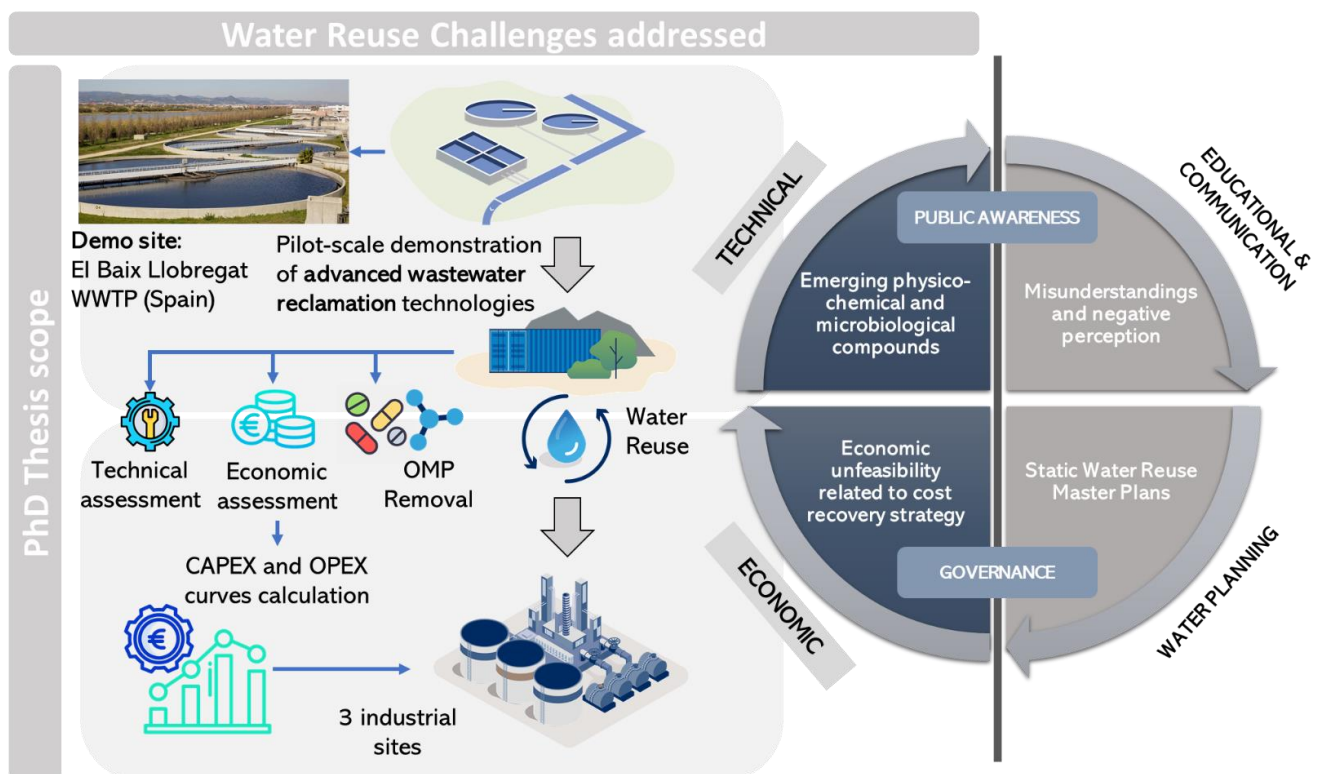 Water Reuse Challenges addressed
PhD Thesis scope
Demo site:
El Baix Llobregat
WWTP (Spain)
Pilot-scale demonstration
of advanced wastewater
reclamation technologies
Water
Reuse
Technical
assessment
Economic
assessment
OMP
Removal
CAPEX and OPEX
curves calculation
3 industrial
sites
TECHNICAL
EDUCATIONAL &
COMMUNICATION
PUBLIC AWARENESS
Emerging physico-
chemical and
microbiological
compounds
Misunderstandings
and negative
perception
Economic
unfeasibility
related to cost
recovery strategy
Static Water Reuse
Master Plans
GOVERNANCE
ECONOMIC
WATER PLANNING